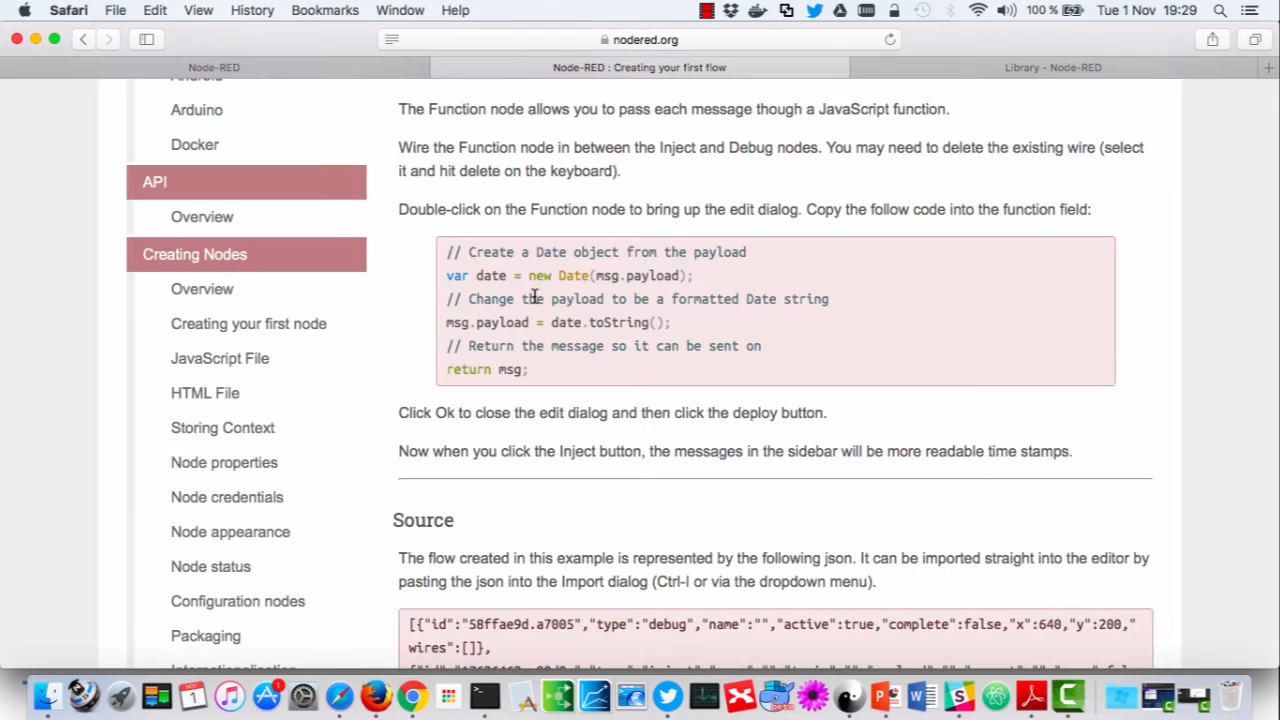 Safari File Edit View History Bookmarks Window Help 100 % Tue 1 Nov 19:29
nodered.org
Node-RED Node-RED : Creating your first flow Library - Node-RED
Arduino
Docker
API
Overview
Creating Nodes
Overview
Creating your first node
JavaScript File
HTML File
Storing Context
Node properties
Node credentials
Node appearance
Node status
Configuration nodes
Packaging
The Function node allows you to pass each message though a JavaScript function.
Wire the Function node in between the Inject and Debug nodes. You may need to delete the existing wire (select
it and hit delete on the keyboard).
Double-click on the Function node to bring up the edit dialog. Copy the follow code into the function field:
// Create a Date object from the payload
var date = new Date(msg.payload);
// Change the payload to be a formatted Date string
msg.payload = date.toString();
// Return the message so it can be sent on
return msg;
Click Ok to close the edit dialog and then click the deploy button.
Now when you click the Inject button, the messages in the sidebar will be more readable time stamps.
Source
The flow created in this example is represented by the following json. It can be imported straight into the editor by
pasting the json into the Import dialog (Ctrl-I or via the dropdown menu).
[{"id":"58ffae9d.a7005","type":"debug","name":"","active":true,"complete":false,"x":640,"y":200,"
wires":[]},